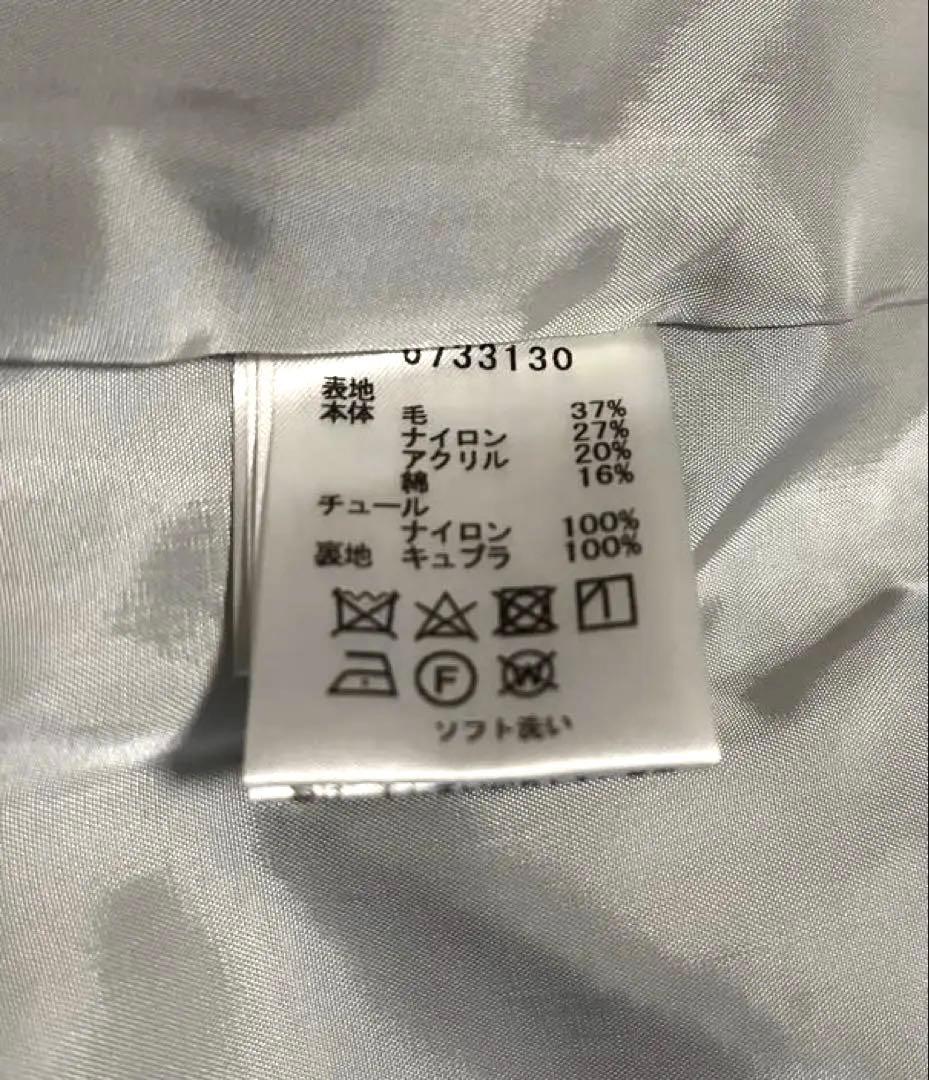 6733130
表地
本体 毛 37%
ナイロン 27%
アクリル 20%
綿 16%
チュール
ナイロン 100%
裏地 キュプラ 100%
F W
ソフト洗い